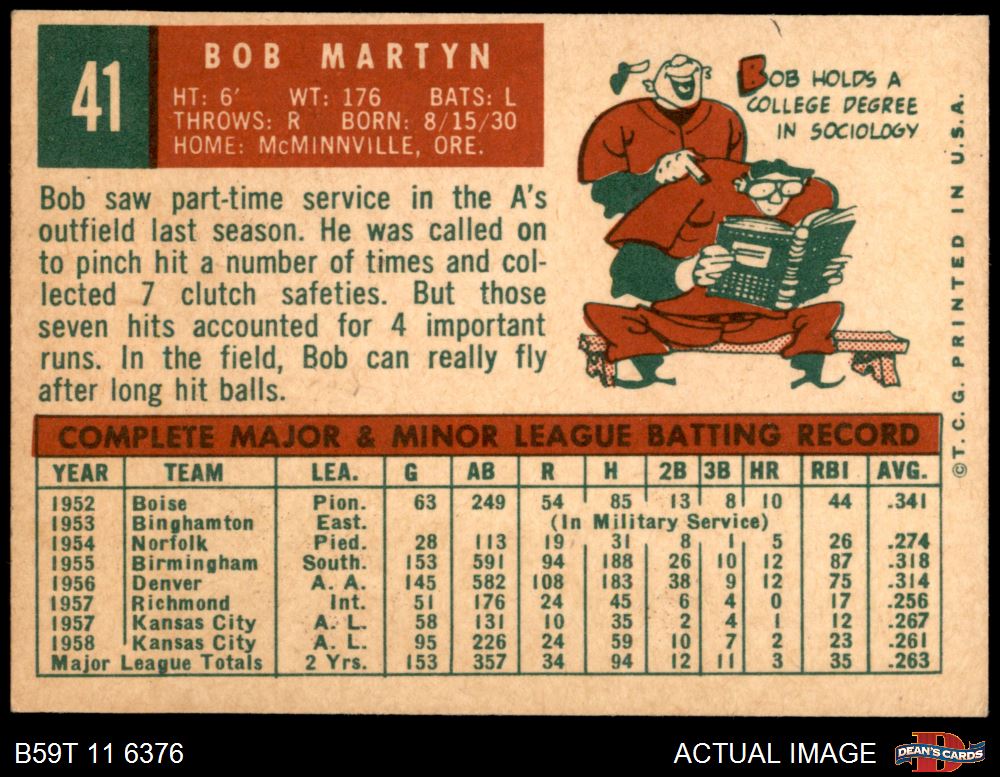 41
BOB MARTYN
HT: 6' WT: 176 BATS: L
THROWS: R BORN: 8/15/30
HOME: McMINNVILLE, ORE.
BOB HOLDS A
COLLEGE DEGREE
IN SOCIOLOGY
Bob saw part-time service in the A's
outfield last season. He was called on
to pinch hit a number of times and col-
lected 7 clutch safeties. But those
seven hits accounted for 4 important
runs. In the field, Bob can really fly
after long hit balls.
©T. C. G. PRINTED IN U.S.A.
COMPLETE MAJOR & MINOR LEAGUE BATTING RECORD
YEAR TEAM LEA. G AB R H 2B 3B HR RBI AVG.
1952 Boise Pion. 63 249 54 85 13 8 10 44 .341
1953 Binghamton East. (In Military Service)
1954 Norfolk Pied. 28 113 19 31 8 1 5 26 .274
1955 Birmingham South. 153 591 94 188 26 10 12 87 .318
1956 Denver A. A. 145 582 108 183 38 9 12 75 .314
1957 Richmond Int. 51 176 24 45 6 4 0 17 .256
1957 Kansas City A. L. 58 131 10 35 2 4 1 12 .267
1958 Kansas City A. L. 95 226 24 59 10 7 2 23 .261
Major League Totals 2 Yrs. 153 357 34 94 12 11 3 35 .263
B59T 11 6376
ACTUAL IMAGE
D
DEAN'S CARDS